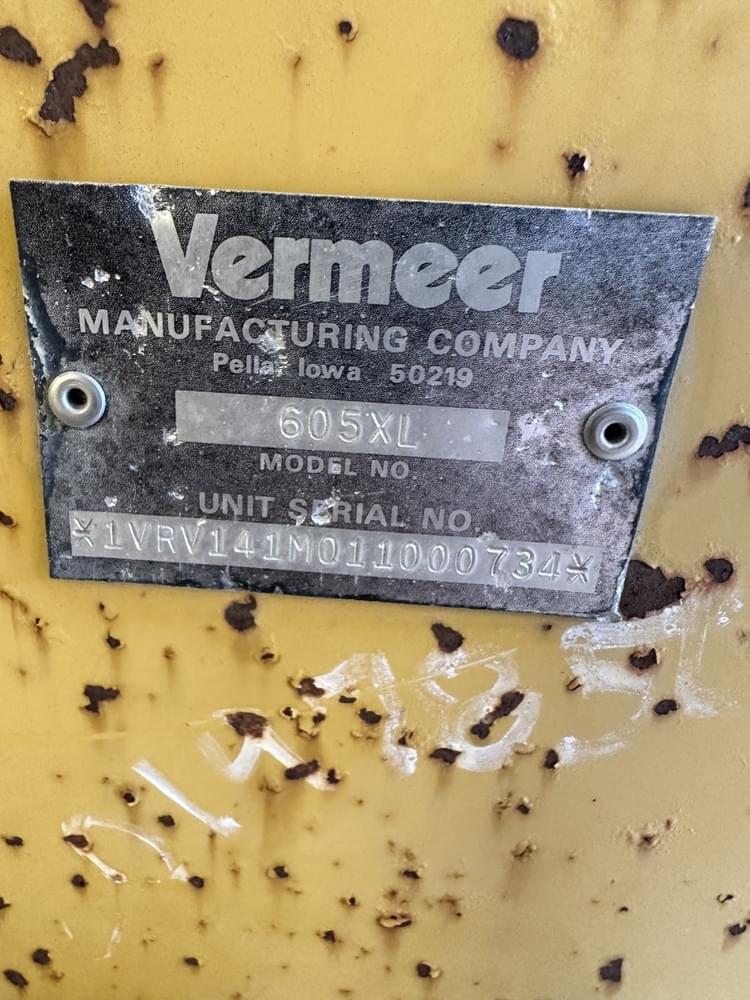 Vermeer
MANUFACTURING COMPANY
Pella, Iowa 50219
605XL
MODEL NO.
UNIT SERIAL NO.
*1VRV141M011000734*